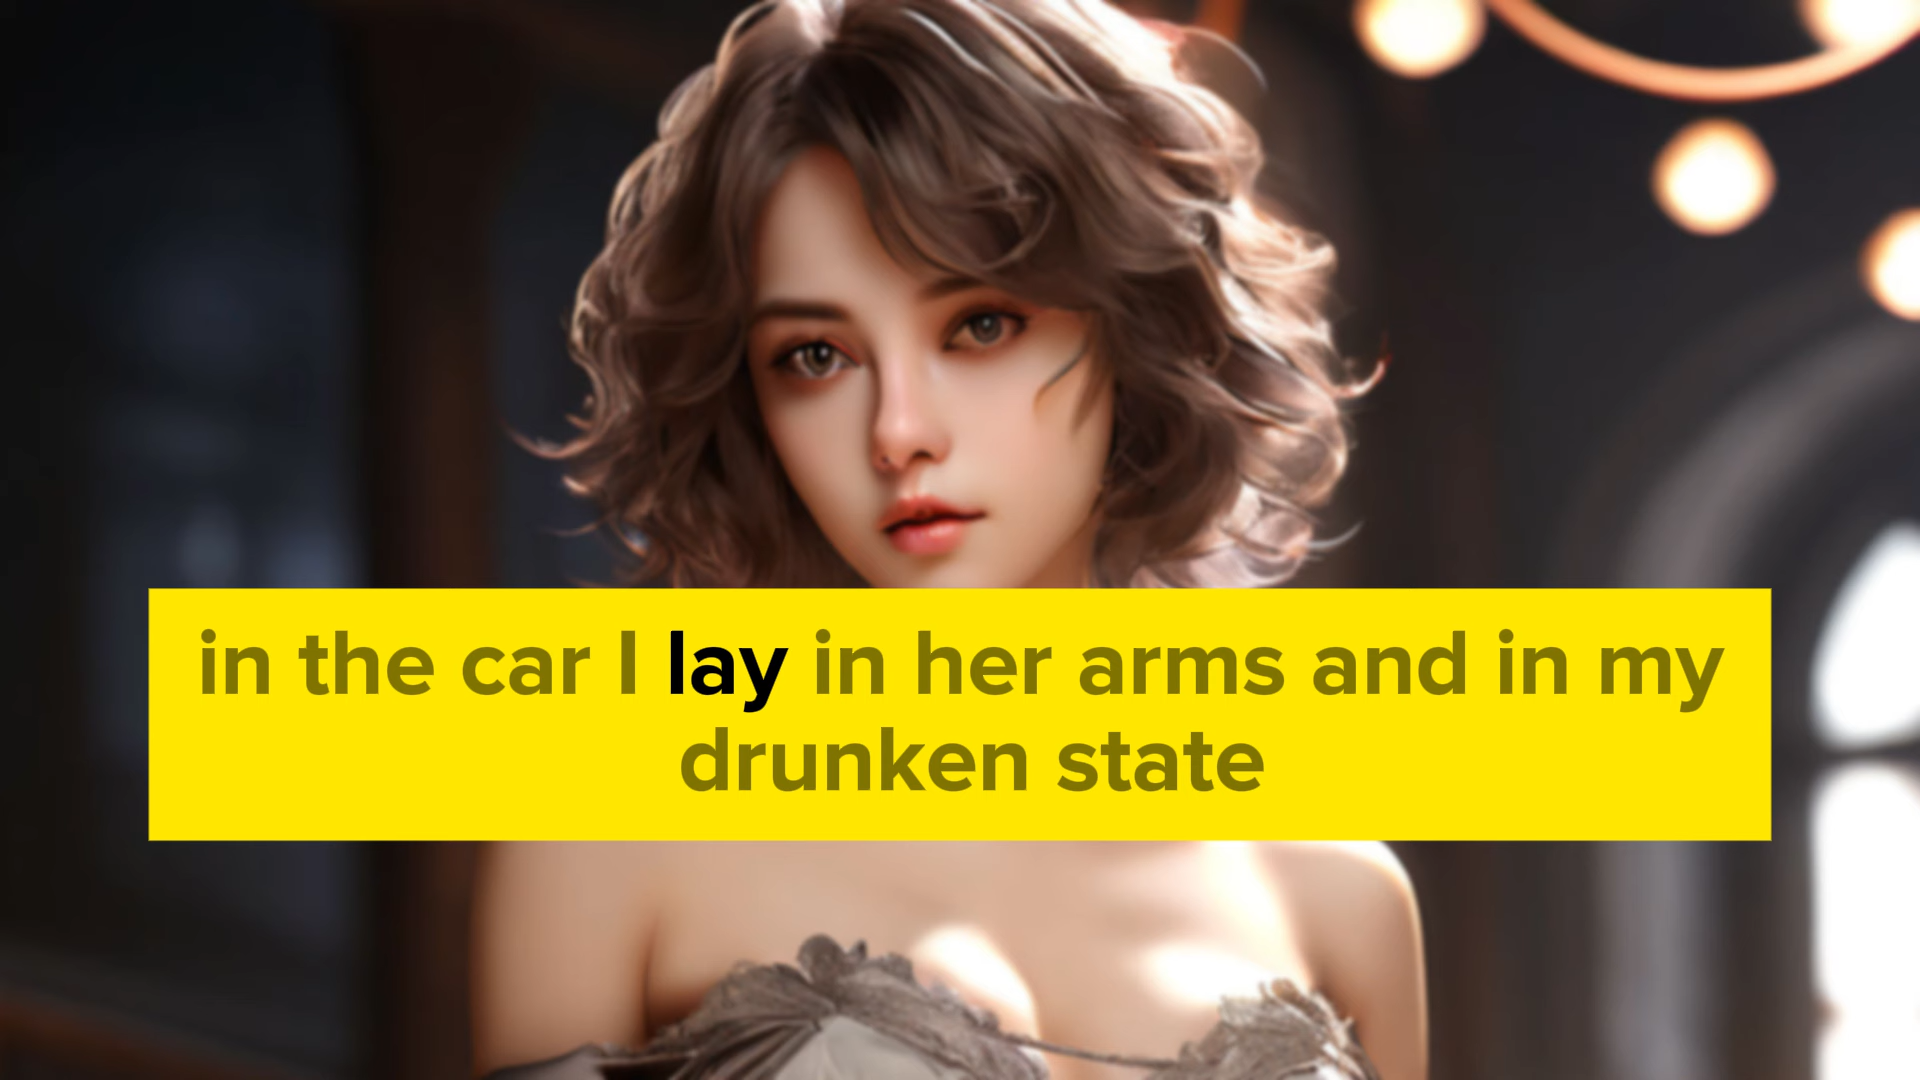 in the car I lay in her arms and in my
drunken state